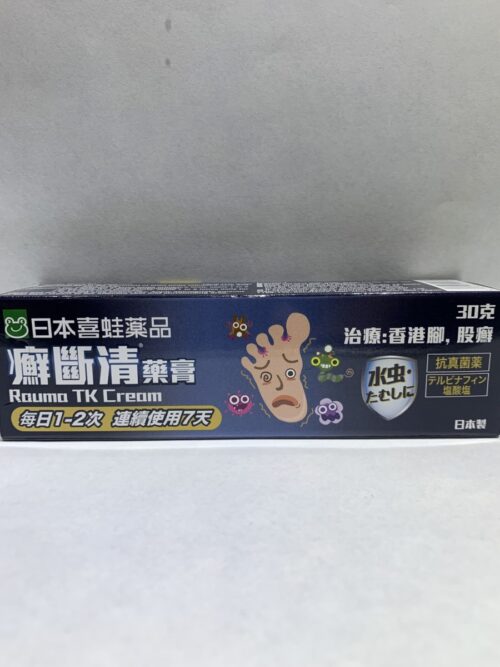 日本喜蛙藥品
癬斷清®藥膏
Rauma TK Cream
每日1-2次 連續使用7天
30克
治療:香港腳,股癬
水虫・
たむしに
抗真菌薬
テルビナフィン
塩酸塩
日本製